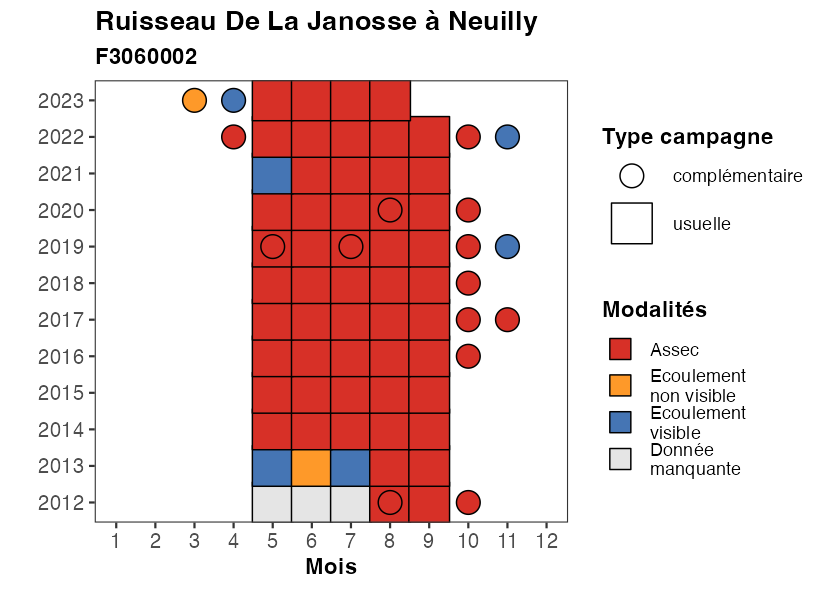 Ruisseau De La Janosse à Neuilly
F3060002
2023
2022
2021
2020
2019
2018
2017
2016
2015
2014
2013
2012
1 2 3 4 5 6 7 8 9 10 11 12
Mois
Type campagne
complémentaire
usuelle
Modalités
Assec
Ecoulement
non visible
Ecoulement
visible
Donnée
manquante